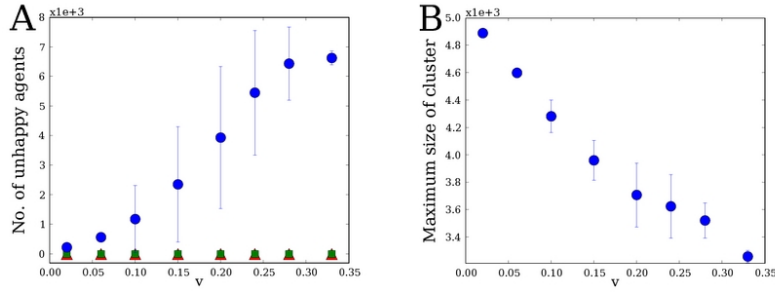 A
x1e+3
8
7
6
5
4
3
2
1
0
No. of unhappy agents
0.00 0.05 0.10 0.15 0.20 0.25 0.30 0.35
v
B
x1e+3
5.0
4.8
4.6
4.4
4.2
4.0
3.8
3.6
3.4
Maximum size of cluster
0.00 0.05 0.10 0.15 0.20 0.25 0.30 0.35
v